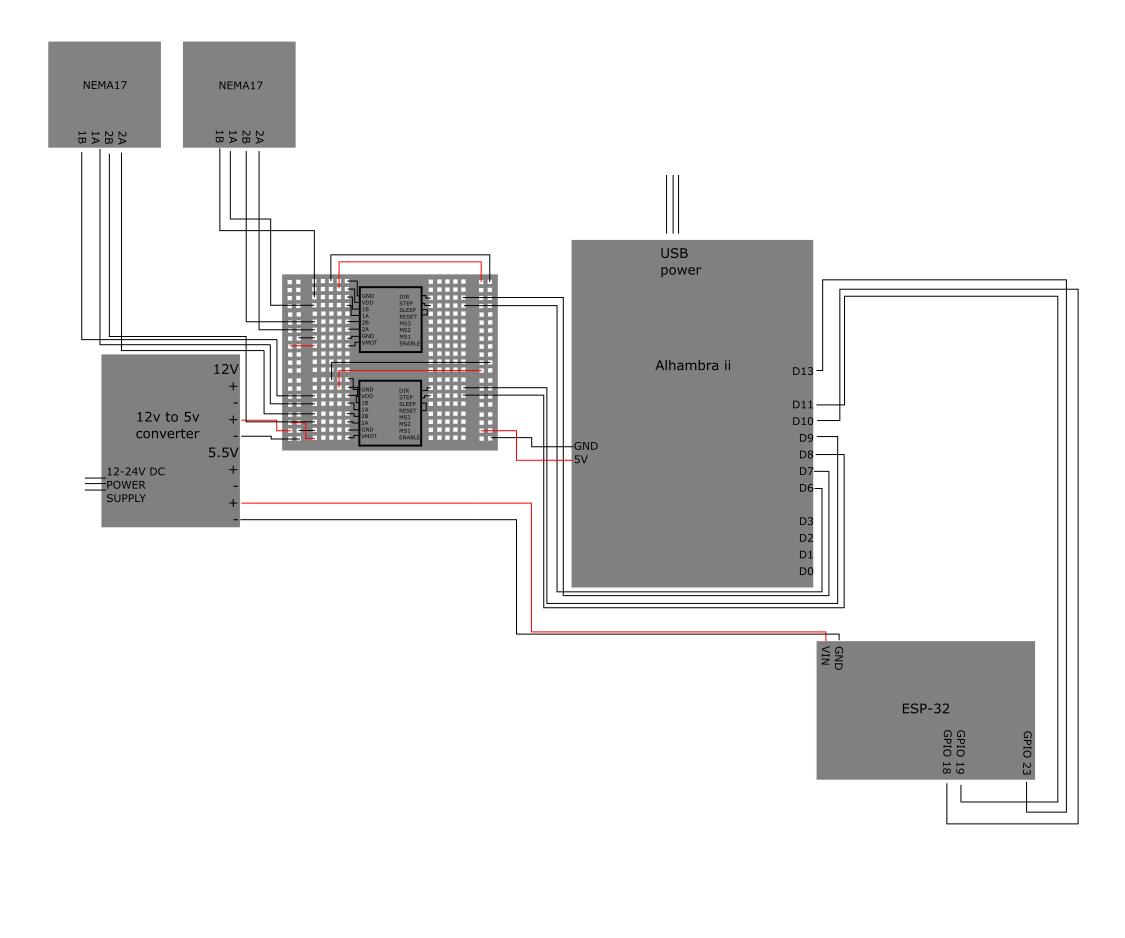 NEMA17
1B
1A
2B
2A
NEMA17
1B
1A
2B
2A
GND
VDD
1B
1A
2B
2A
GND
VMOT
DIR
STEP
SLEEP
RESET
MS3
MS2
MS1
ENABLE
GND
VDD
1B
1A
2B
2A
GND
VMOT
DIR
STEP
SLEEP
RESET
MS3
MS2
MS1
ENABLE
12V
+
-
+
-
12v to 5v
converter
5.5V
+
-
+
-
12-24V DC
POWER
SUPPLY
USB
power
Alhambra ii
GND
5V
D13
D11
D10
D9
D8
D7
D6
D3
D2
D1
D0
VIN
GND
ESP-32
GPIO 18
GPIO 19
GPIO 23